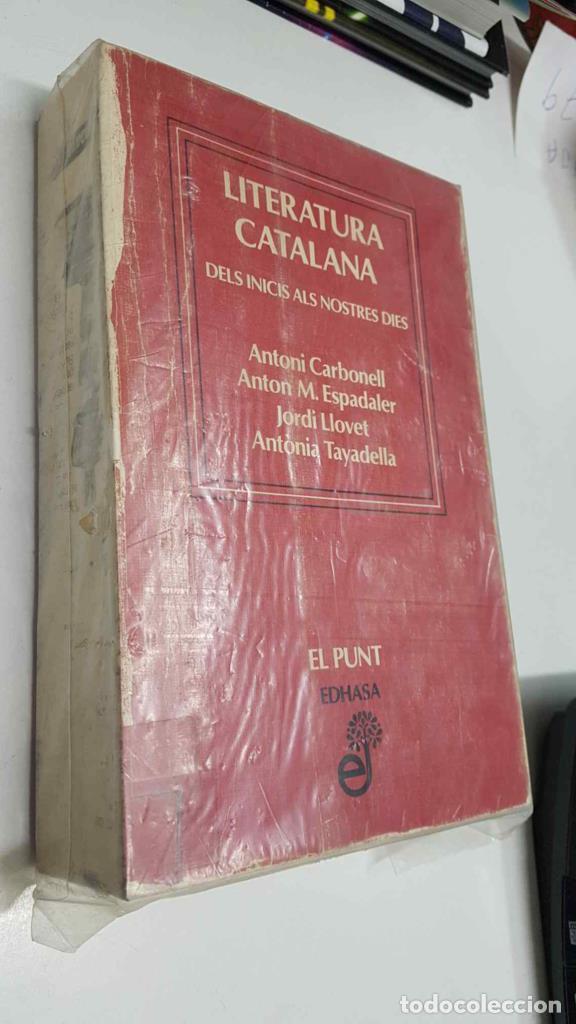 LITERATURA
CATALANA
DELS INICIS ALS NOSTRES DIES
Antoni Carbonell
Anton M. Espadaler
Jordi Llovet
Antònia Tayadella
EL PUNT
EDHASA
e
todocoleccion